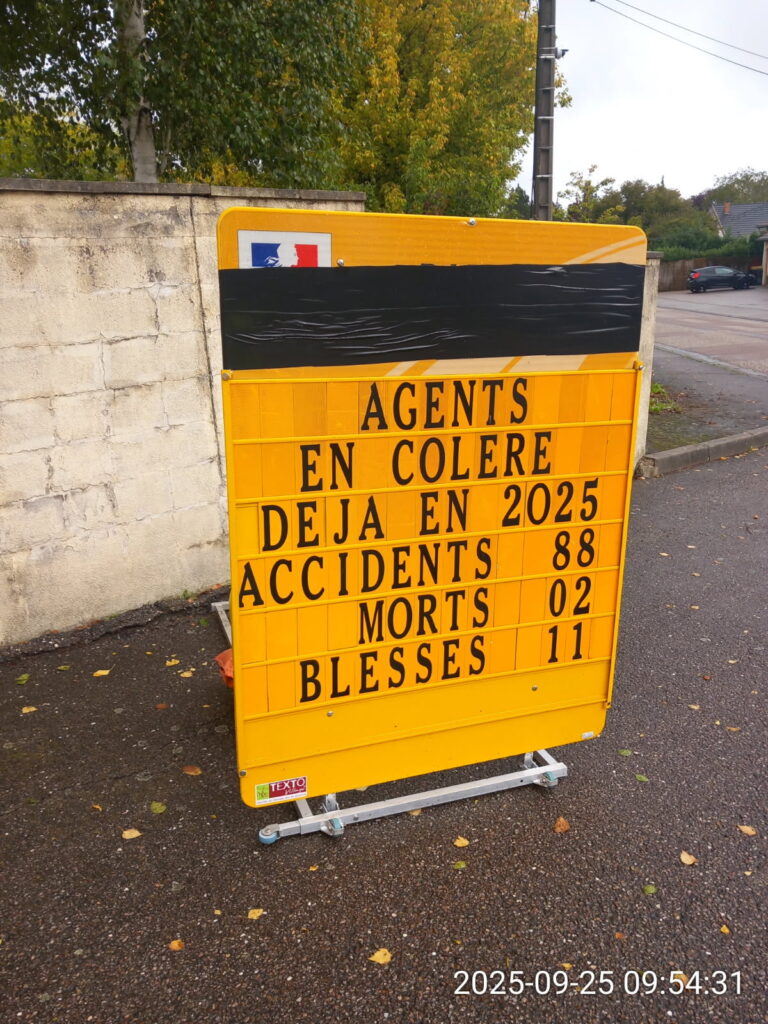 AGENTS
EN COLERE
DEJA EN 2025
ACCIDENTS 88
MORTS 02
BLESSES 11
TEXTO
2025-09-25 09:54:31